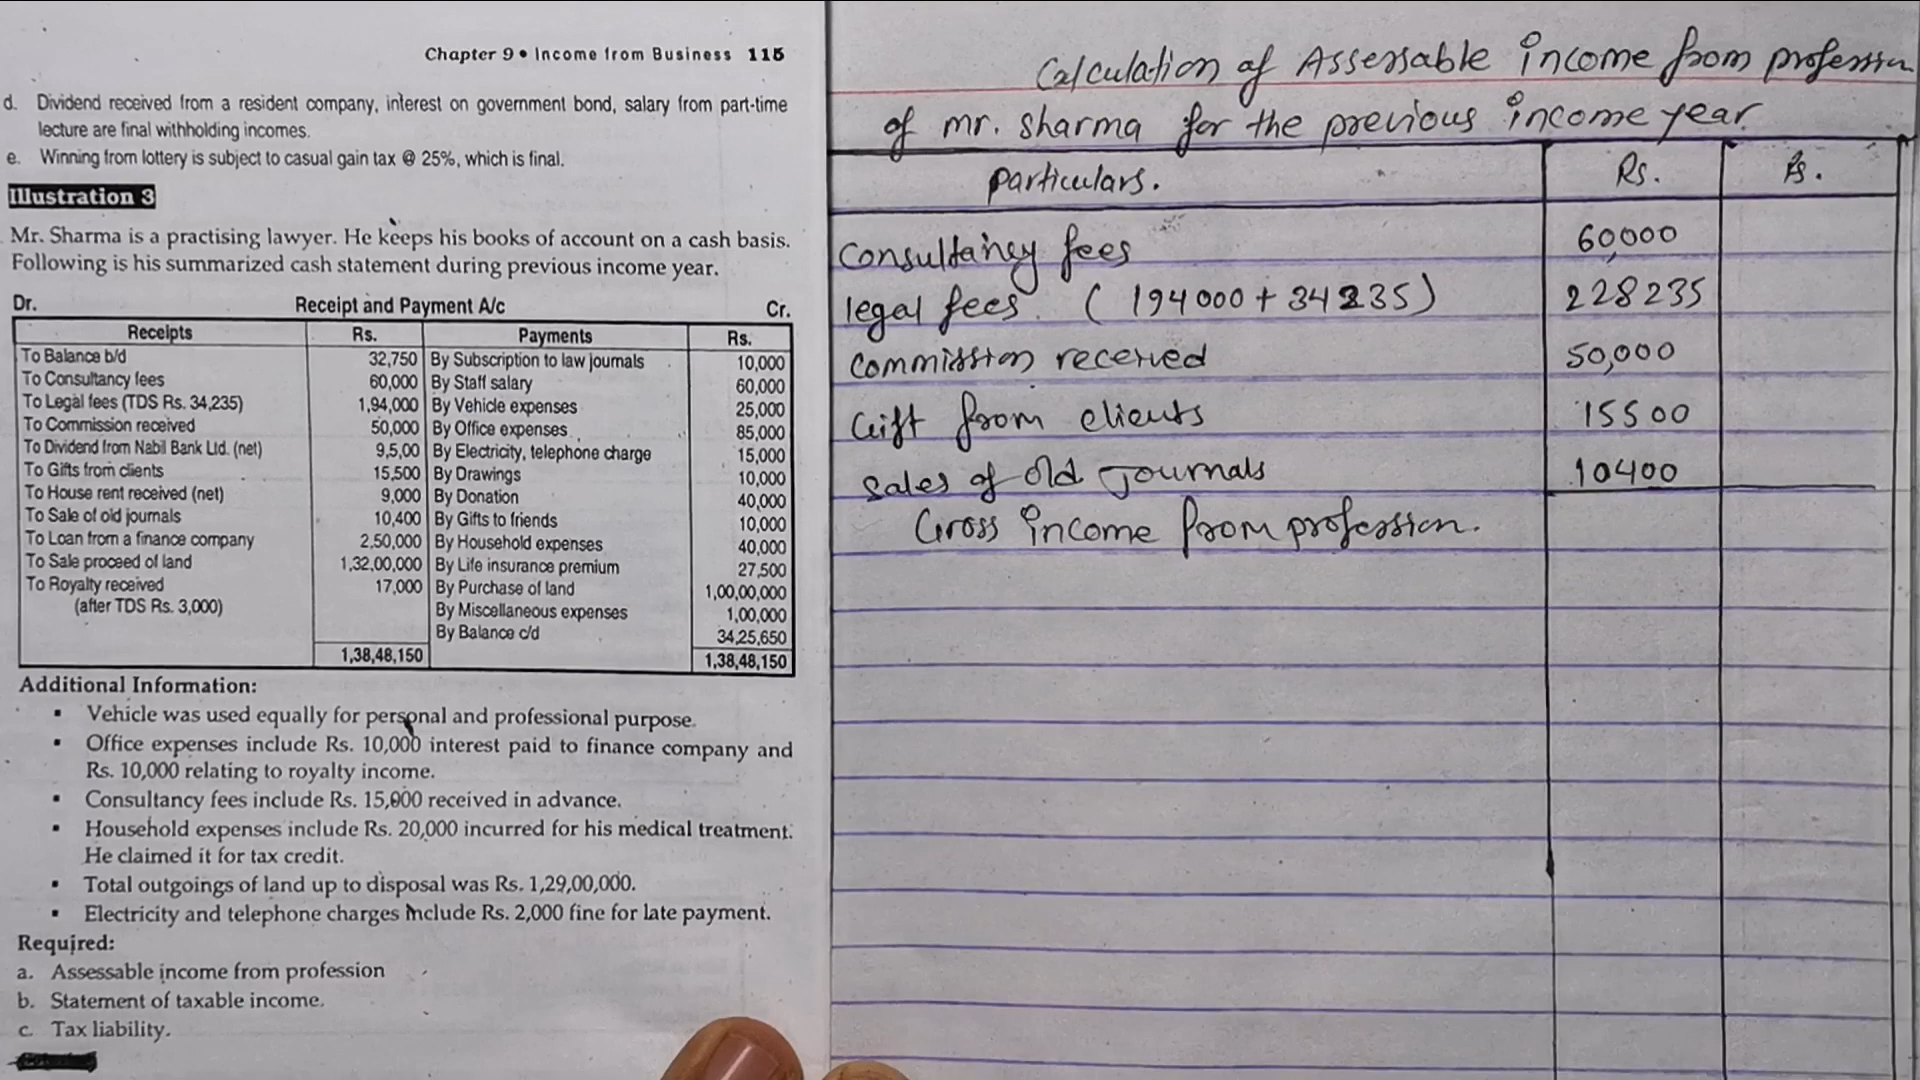 Chapter 9 • Income from Business 115
d. Dividend received from a resident company, interest on government bond, salary from part-time
lecture are final withholding incomes.
e. Winning from lottery is subject to casual gain tax @ 25%, which is final.
Illustration 3
Mr. Sharma is a practising lawyer. He keeps his books of account on a cash basis.
Following is his summarized cash statement during previous income year.
Dr. Receipt and Payment A/c Cr.
Receipts Rs. Payments Rs.
To Balance b/d 32,750 By Subscription to law journals 10,000
To Consultancy fees 60,000 By Staff salary 60,000
To Legal fees (TDS Rs. 34,235) 1,94,000 By Vehicle expenses 25,000
To Commission received 50,000 By Office expenses 85,000
To Dividend from Nabil Bank Ltd. (net) 9,5,00 By Electricity, telephone charge 15,000
To Gifts from clients 15,500 By Drawings 10,000
To House rent received (net) 9,000 By Donation 40,000
To Sale of old journals 10,400 By Gifts to friends 10,000
To Loan from a finance company 2,50,000 By Household expenses 40,000
To Sale proceed of land 1,32,00,000 By Life insurance premium 27,500
To Royalty received 17,000 By Purchase of land 1,00,00,000
(after TDS Rs. 3,000) By Miscellaneous expenses 1,00,000
By Balance c/d 34,25,650
1,38,48,150 1,38,48,150
Additional Information:
▪ Vehicle was used equally for personal and professional purpose.
▪ Office expenses include Rs. 10,000 interest paid to finance company and
Rs. 10,000 relating to royalty income.
▪ Consultancy fees include Rs. 15,000 received in advance.
▪ Household expenses include Rs. 20,000 incurred for his medical treatment.
He claimed it for tax credit.
▪ Total outgoings of land up to disposal was Rs. 1,29,00,000.
▪ Electricity and telephone charges include Rs. 2,000 fine for late payment.
Required:
a. Assessable income from profession
b. Statement of taxable income.
c. Tax liability.
Calculation of Assessable income from profession
of mr. sharma for the previous income year
particulars. Rs. Rs.
Consultancy fees 60,000
legal fees. (194000 + 34235) 228235
commission received 50,000
Gift from clients 15500
sales of old Journals 10400
Gross income from profession.